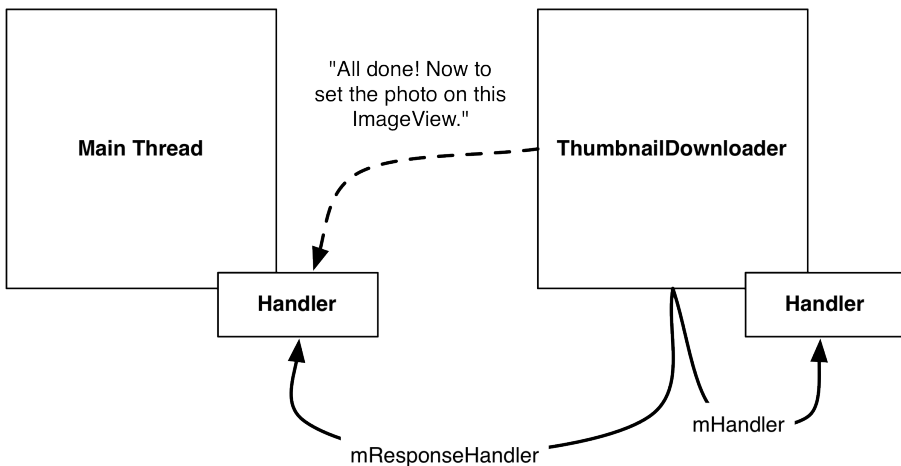 "All done! Now to
set the photo on this
ImageView."
Main Thread
ThumbnailDownloader
Handler
Handler
mHandler
mResponseHandler